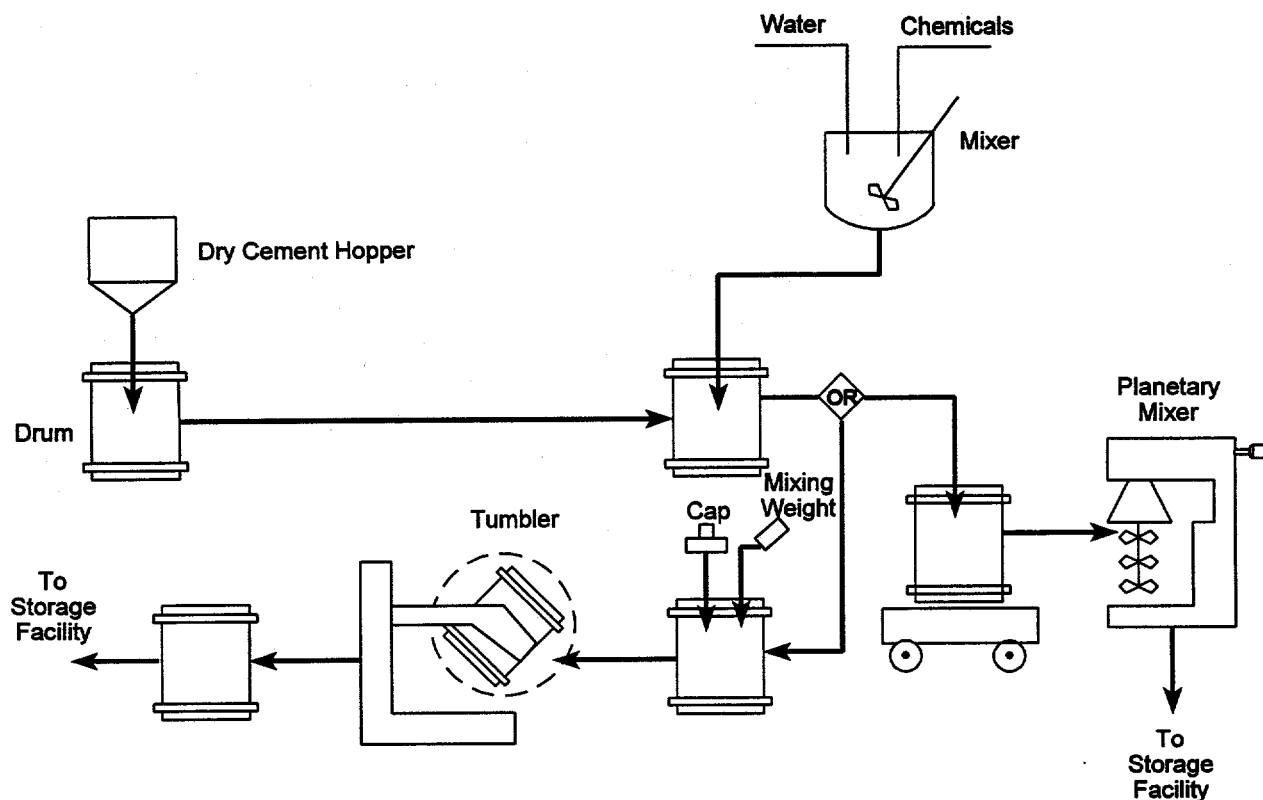 Water
Chemicals
Mixer
Dry Cement Hopper
Drum
OR
Planetary
Mixer
Mixing
Weight
Cap
Tumbler
To
Storage
Facility
To
Storage
Facility